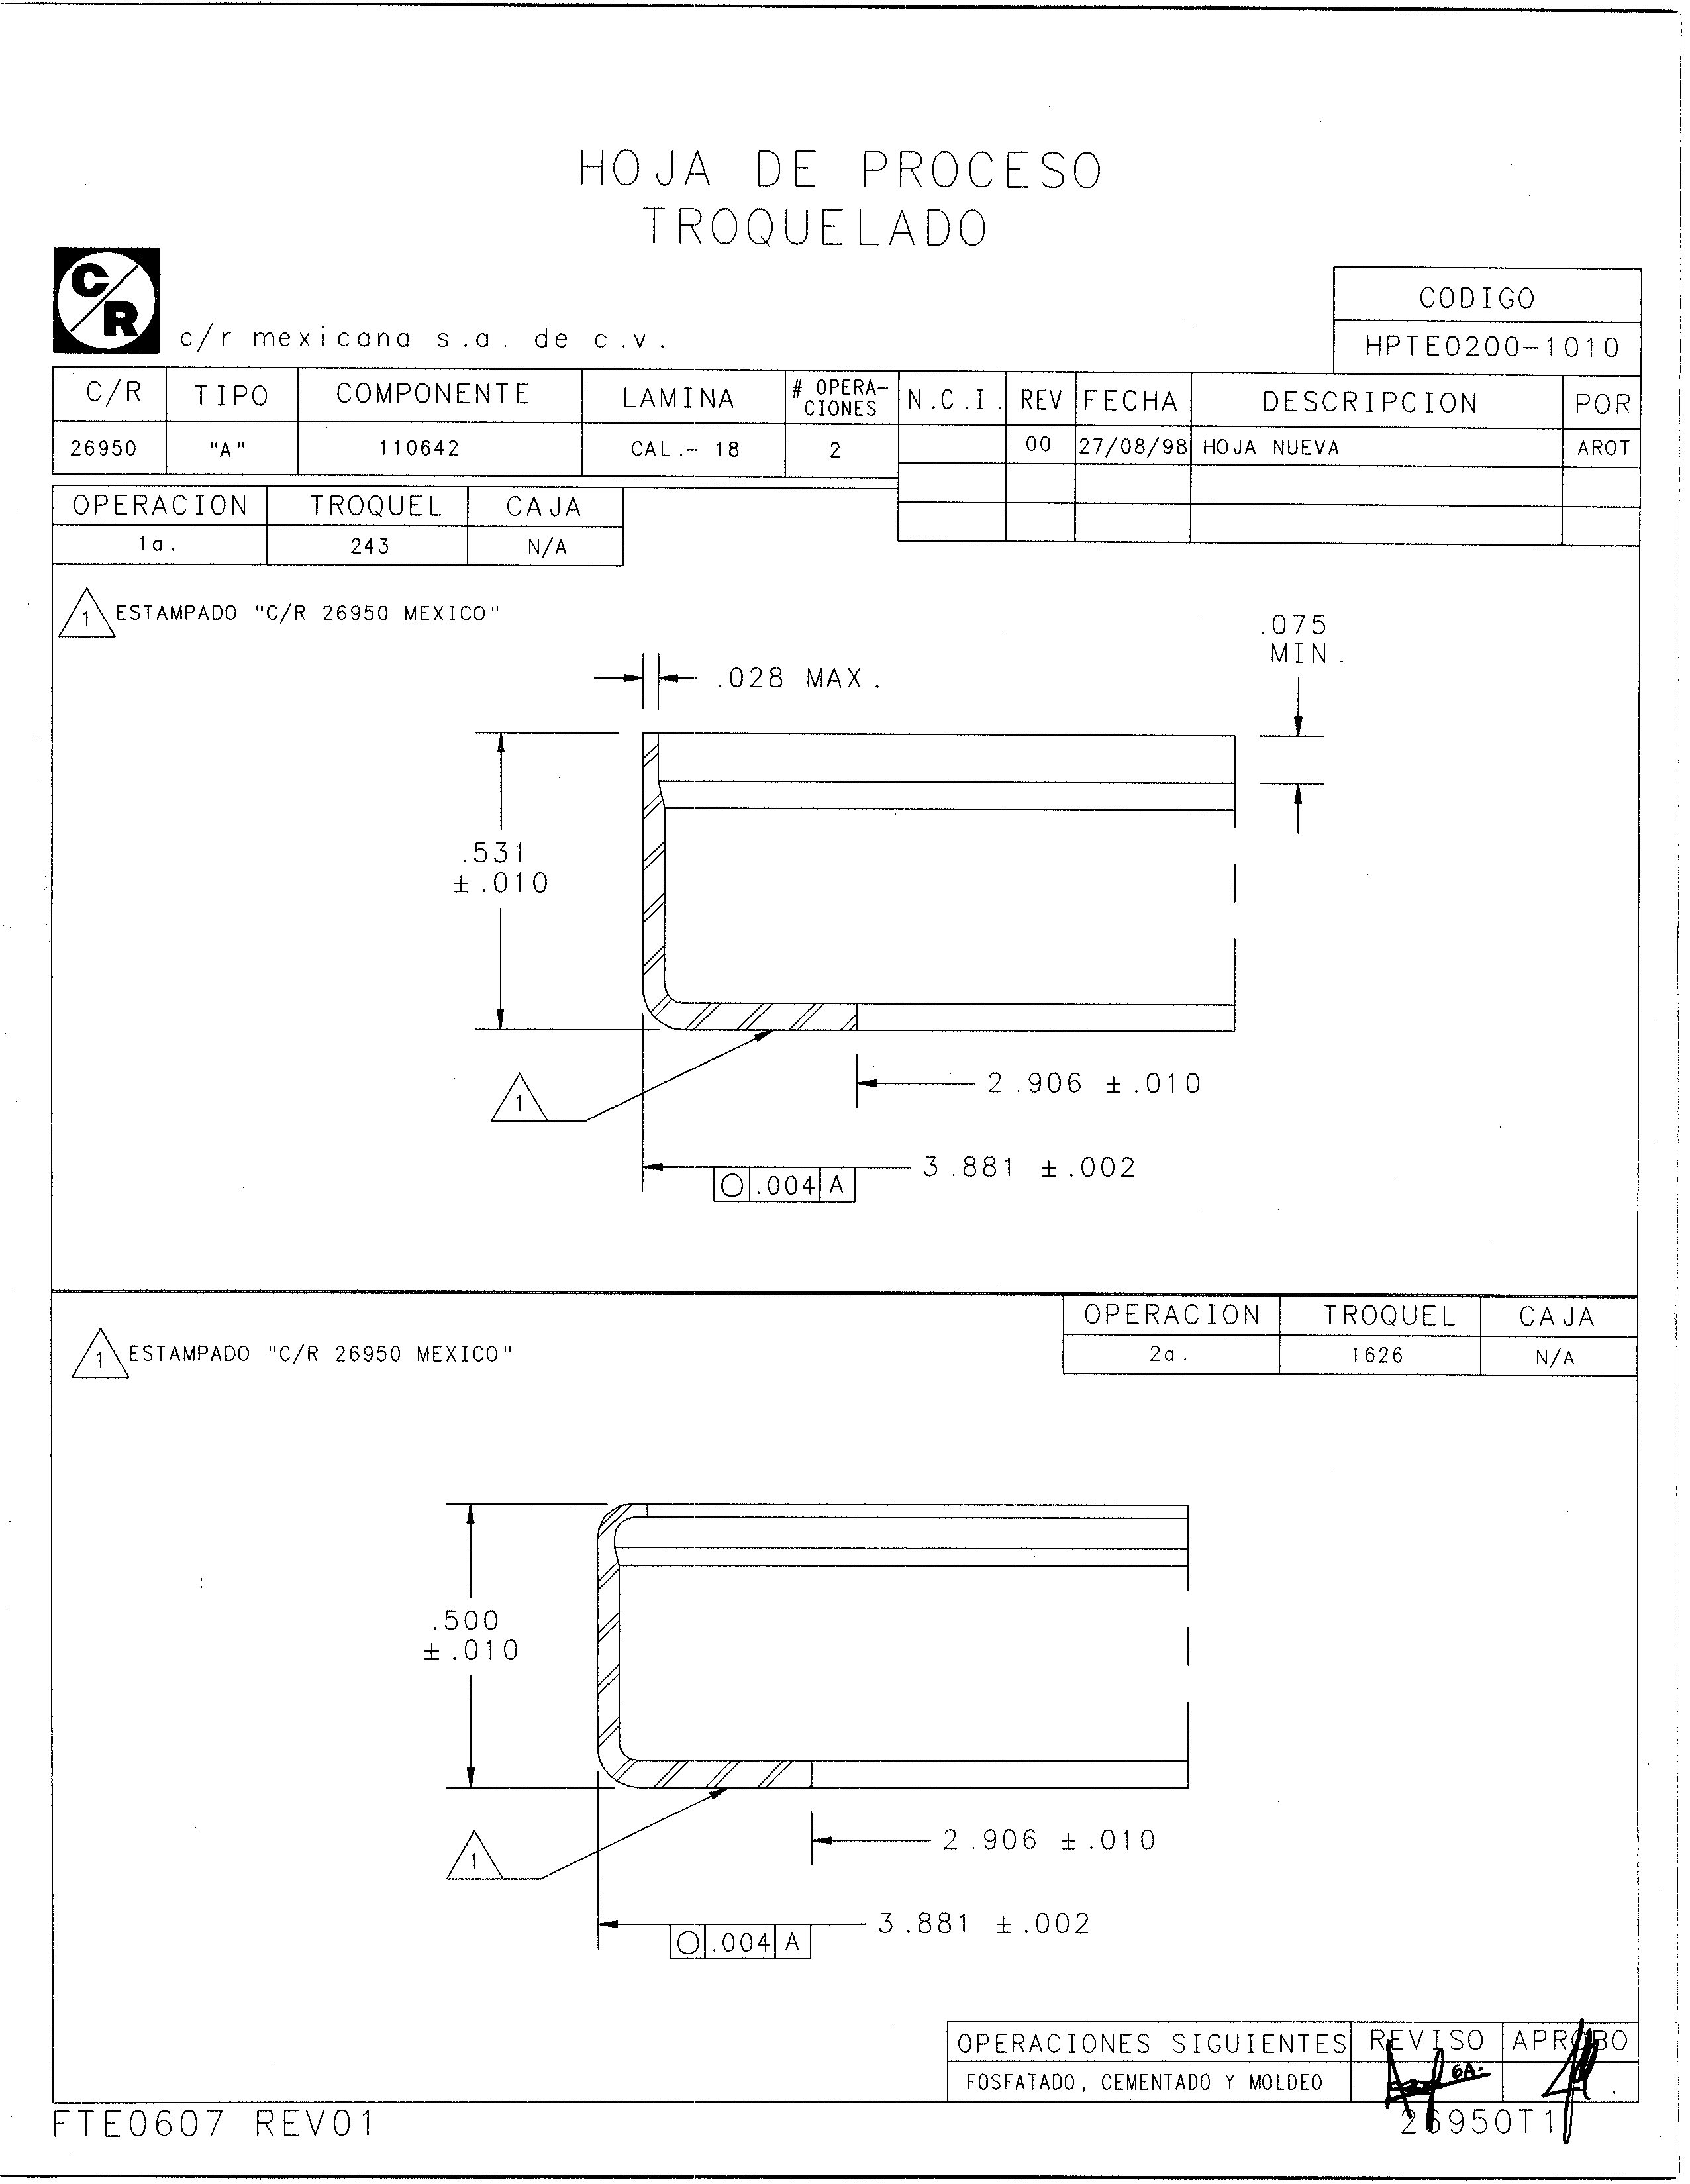 HOJA DE PROCESO
TROQUELADO
C/R
c/r mexicana s.a. de c.v.
CODIGO
HPTE0200-1010
C/R TIPO COMPONENTE LAMINA # OPERA-CIONES N.C.I. REV FECHA DESCRIPCION POR
26950 "A" 110642 CAL.- 18 2 00 27/08/98 HOJA NUEVA AROT
OPERACION TROQUEL CAJA
1a. 243 N/A
1 ESTAMPADO "C/R 26950 MEXICO"
.075
MIN.
.028 MAX.
.531
±.010
2.906 ±.010
1
3.881 ±.002
○ .004 A
OPERACION TROQUEL CAJA
2a. 1626 N/A
1 ESTAMPADO "C/R 26950 MEXICO"
.500
±.010
2.906 ±.010
1
3.881 ±.002
○ .004 A
OPERACIONES SIGUIENTES REVISO APROBO
FOSFATADO, CEMENTADO Y MOLDEO
FTE0607 REV01
26950T1